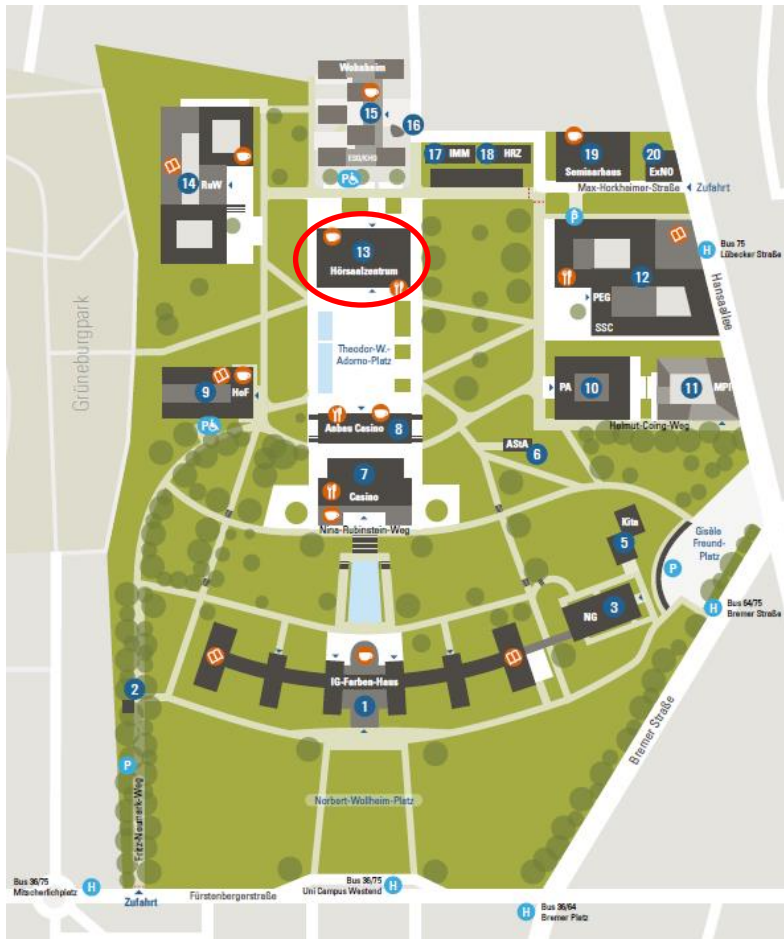 Wohnheim
15
16
ESG/KHG
P
17 IMM
18 HRZ
19
Seminarhaus
20
ExNO
Max-Horkheimer-Straße
Zufahrt
14 RuW
β
H Bus 75
Lübecker Straße
13
Hörsaalzentrum
12
PEG
SSC
Hansaallee
Grüneburgpark
Theodor-W.-
Adorno-Platz
9 HoF
P
PA 10
11 MPI
Helmut-Coing-Weg
Anbau Casino 8
AStA
6
7
Casino
Nina-Rubinstein-Weg
Kita
5
Gisèle
Freund-
Platz
P
3
NG
H Bus 64/75
Bremer Straße
IG-Farben-Haus
1
2
P
Fritz-Neumark-Weg
Bremer Straße
Norbert-Wollheim-Platz
Bus 36/75
Mitscherlichplatz H
Zufahrt
Fürstenbergerstraße
Bus 36/75
Uni Campus Westend H
H Bus 36/64
Bremer Platz